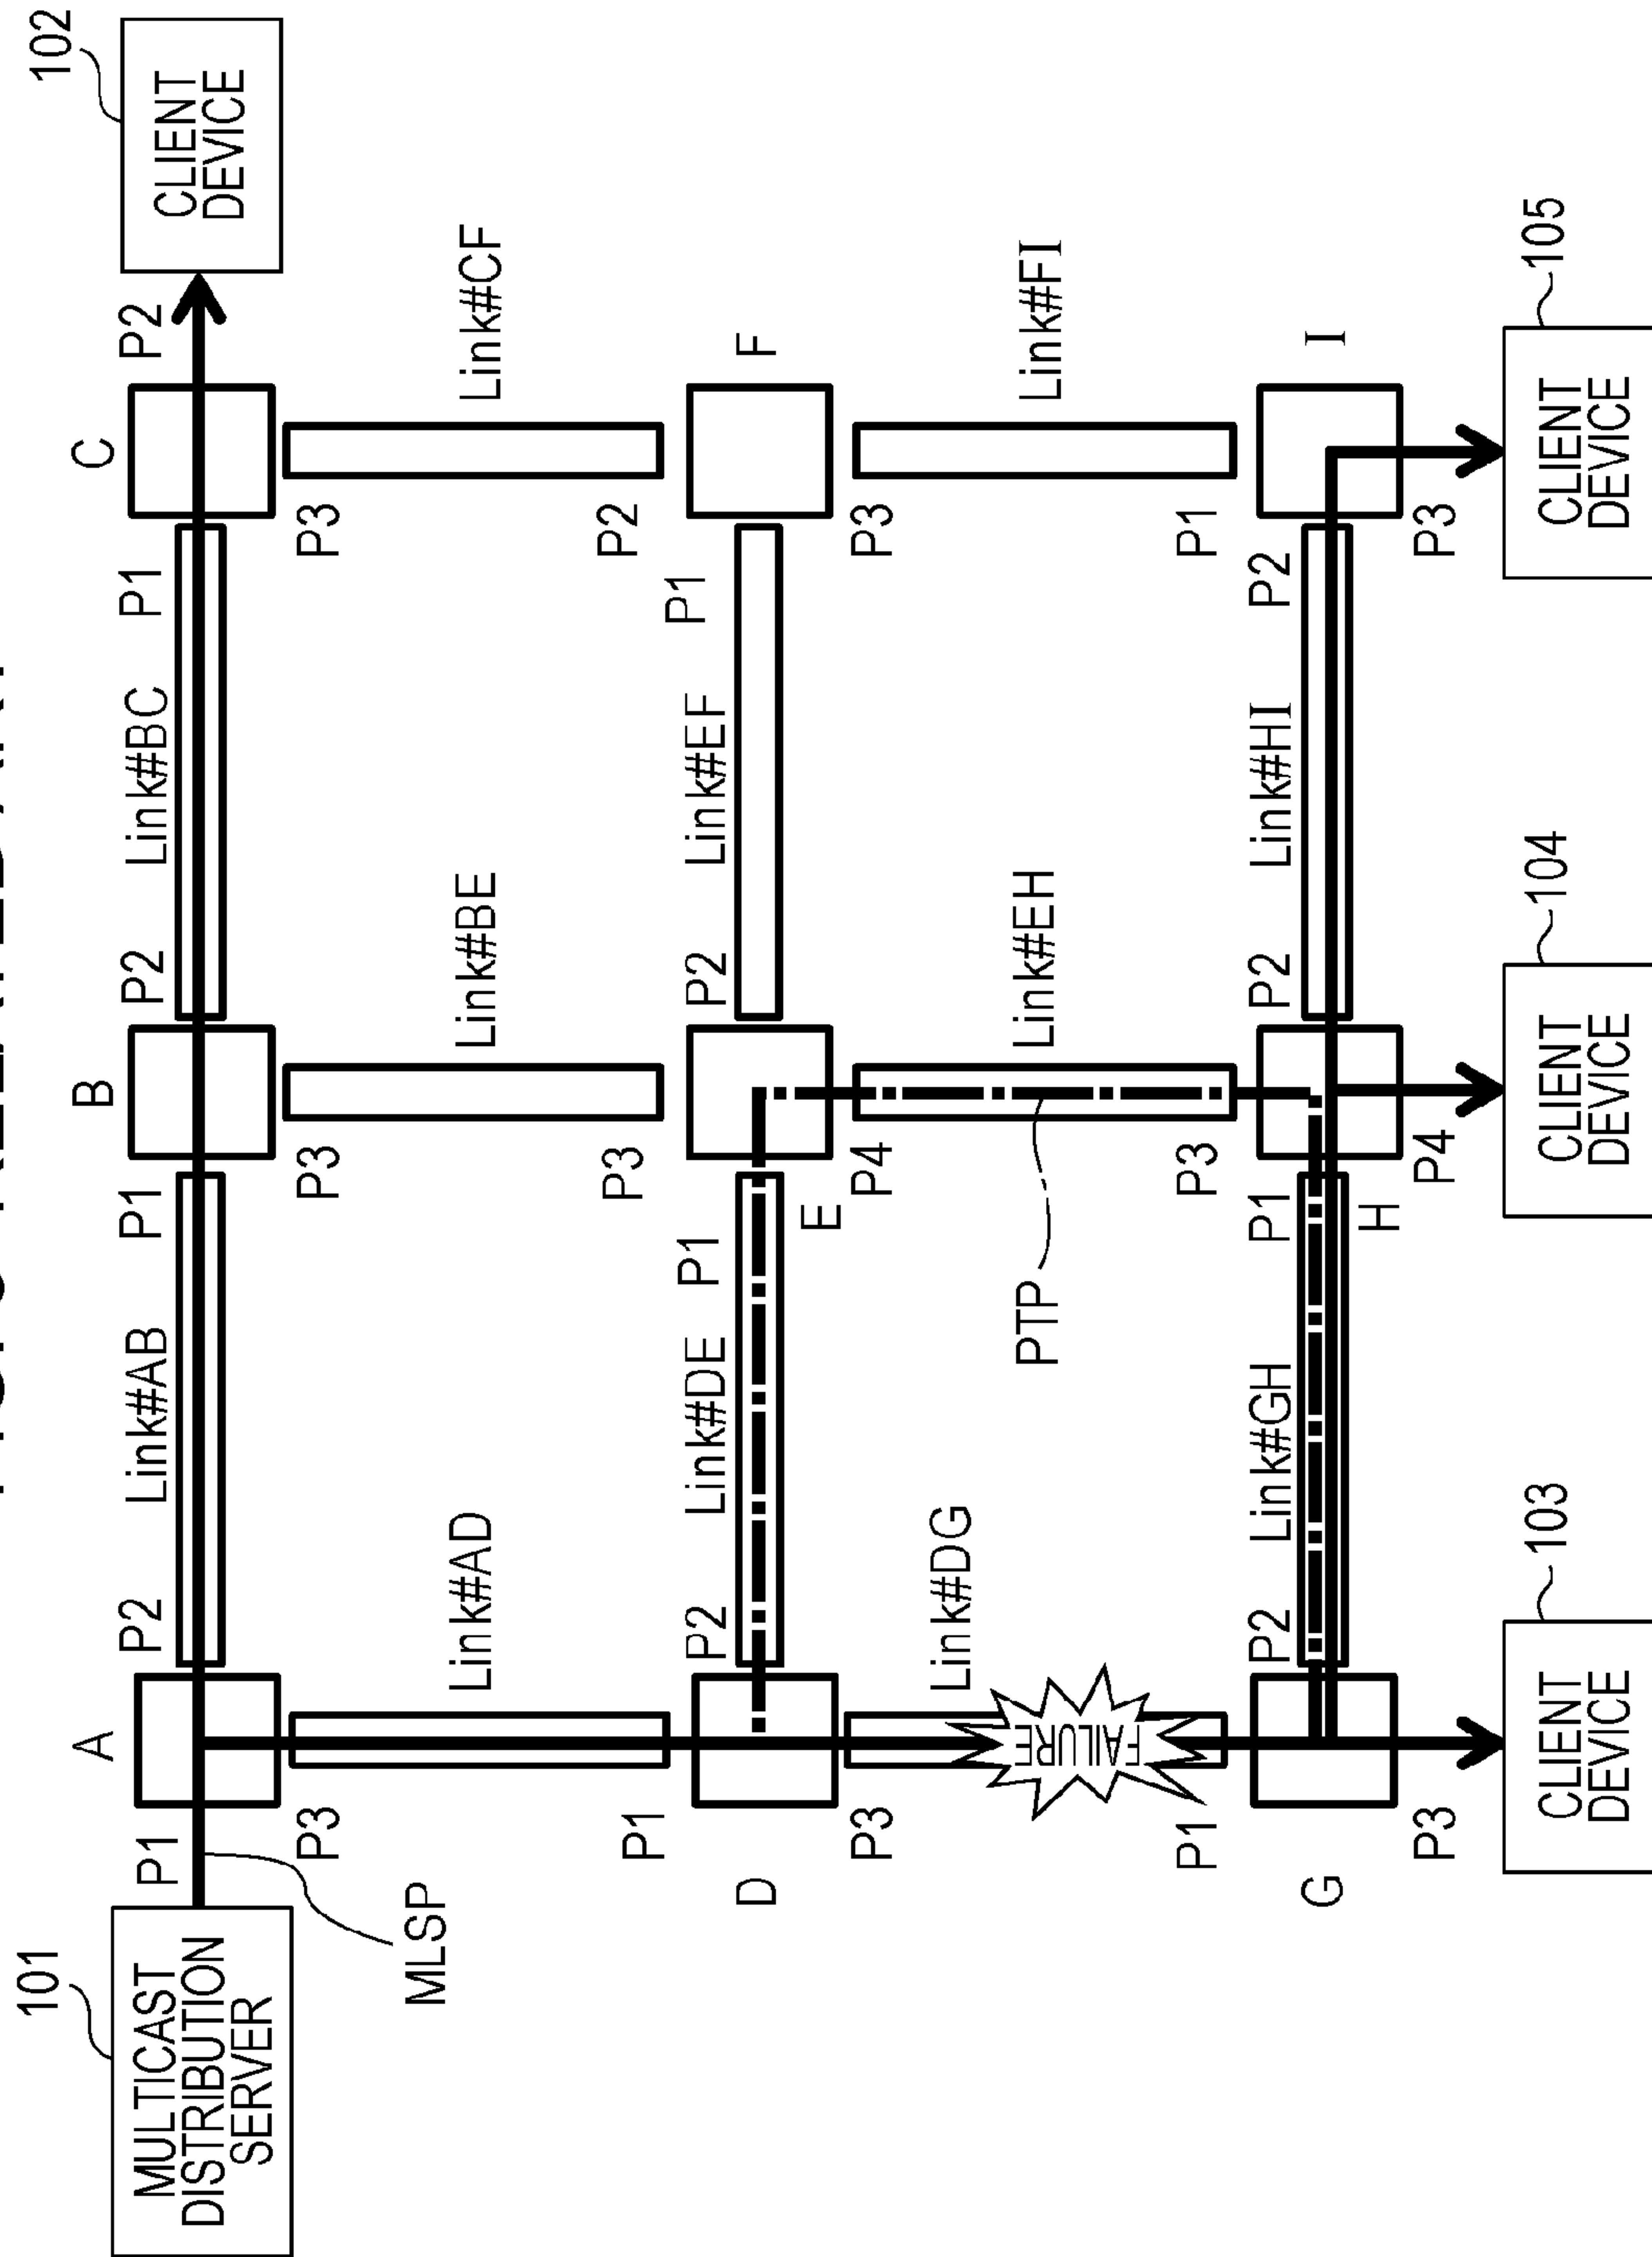 101
102
MULTICAST
DISTRIBUTION
SERVER
P1
A
P2
Link#AB
P1
B
P2
Link#BC
P1
C
P2
CLIENT
DEVICE
MLSP
P3
Link#AD
P3
Link#BE
P3
Link#CF
P1
P3
P2
D
P2
Link#DE
P1
E
P2
Link#EF
P1
F
P3
Link#DG
P4
Link#EH
P3
Link#FI
FAILURE
PTP
P1
P3
P1
G
P2
Link#GH
P1
H
P2
Link#HI
P2
I
P3
P4
P3
103
104
105
CLIENT
DEVICE
CLIENT
DEVICE
CLIENT
DEVICE